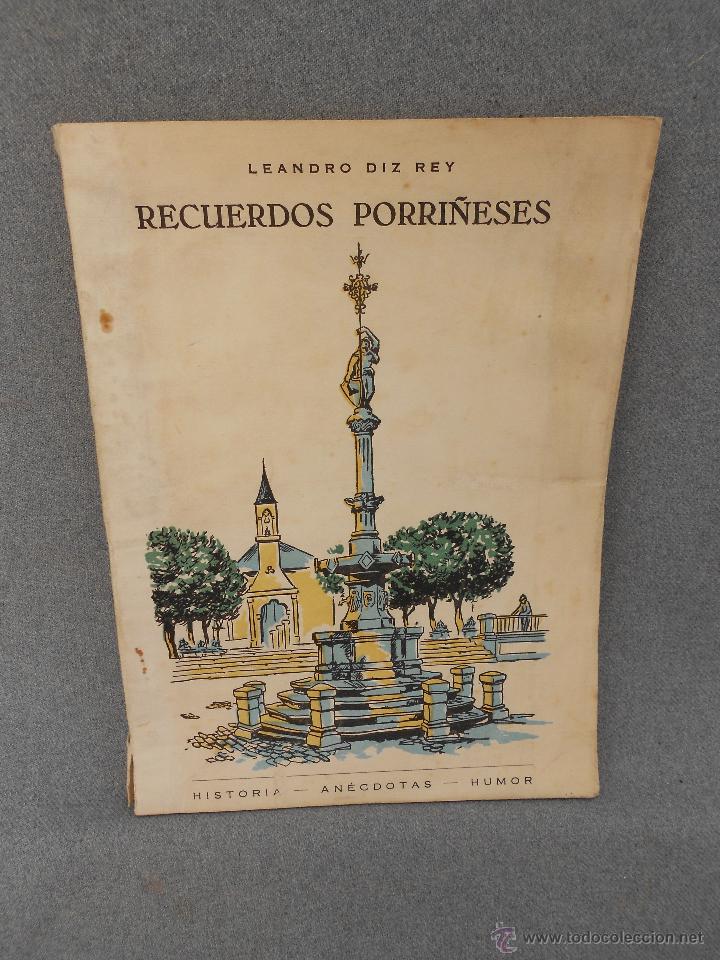 LEANDRO DIZ REY
RECUERDOS PORRIÑESES
HISTORIA — ANÉCDOTAS — HUMOR
www.todocoleccion.net